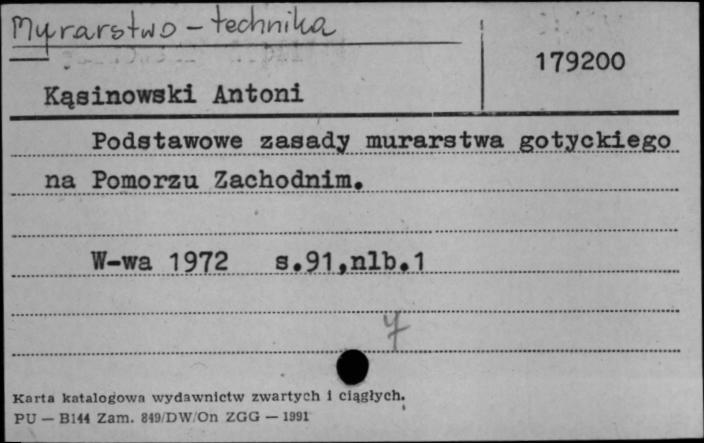 Murarstwo - technika
179200
Kąsinowski Antoni
Podstawowe zasady murarstwa gotyckiego
na Pomorzu Zachodnim.
W-wa 1972 s.91,nlb.1
Karta katalogowa wydawnictw zwartych i ciągłych.
PU — B144 Zam. 849/DW/On ZGG — 1991